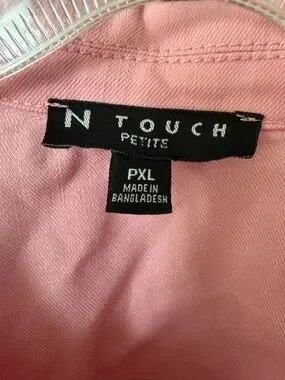 N TOUCH
PETITE
PXL
MADE IN
BANGLADESH